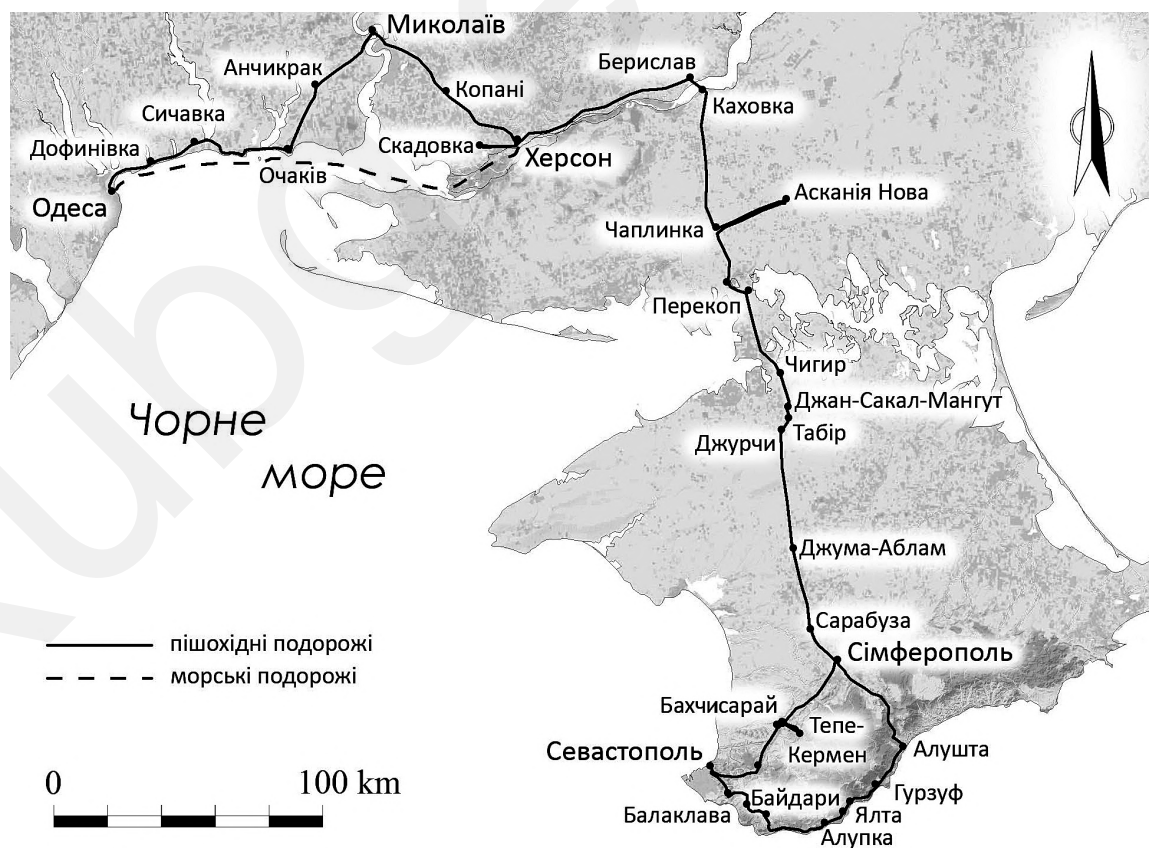 Миколаїв
Берислав
Анчикрак
Копані
Каховка
Сичавка
Скадовка
Дофинівка
Херсон
Очаків
Асканія Нова
Одеса
Чаплинка
Перекоп
Чигир
Джан-Сакал-Мангут
Чорне
море
Джурчи
Табір
Джума-Аблам
Сарабуза
пішохідні подорожі
Сімферополь
морські подорожі
Бахчисарай
Тепе-
Кермен
Севастополь
Алушта
0
100 km
Гурзуф
Байдари
Балаклава
Ялта
Алупка